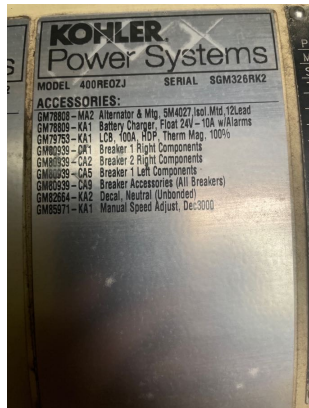 KOHLER
Power Systems
MODEL 400REOZJ SERIAL SGM326RK2
ACCESSORIES:
GM78808-MA2 Alternator & Mtg, 5M4027,Isol.Mtd,12Lead
GM78809-KA1 Battery Charger, Float 24V - 10A w/Alarms
GM79753-KA1 LCB, 100A, HDP, Therm Mag. 100%
GM80939-CA1 Breaker 1 Right Components
GM80939-CA2 Breaker 2 Right Components
GM80939-CA5 Breaker 1 Left Components
GM80939-CA9 Breaker Accessories (All Breakers)
GM82664-KA2 Decal, Neutral (Unbonded)
GM85971-KA1 Manual Speed Adjust, Dec3000